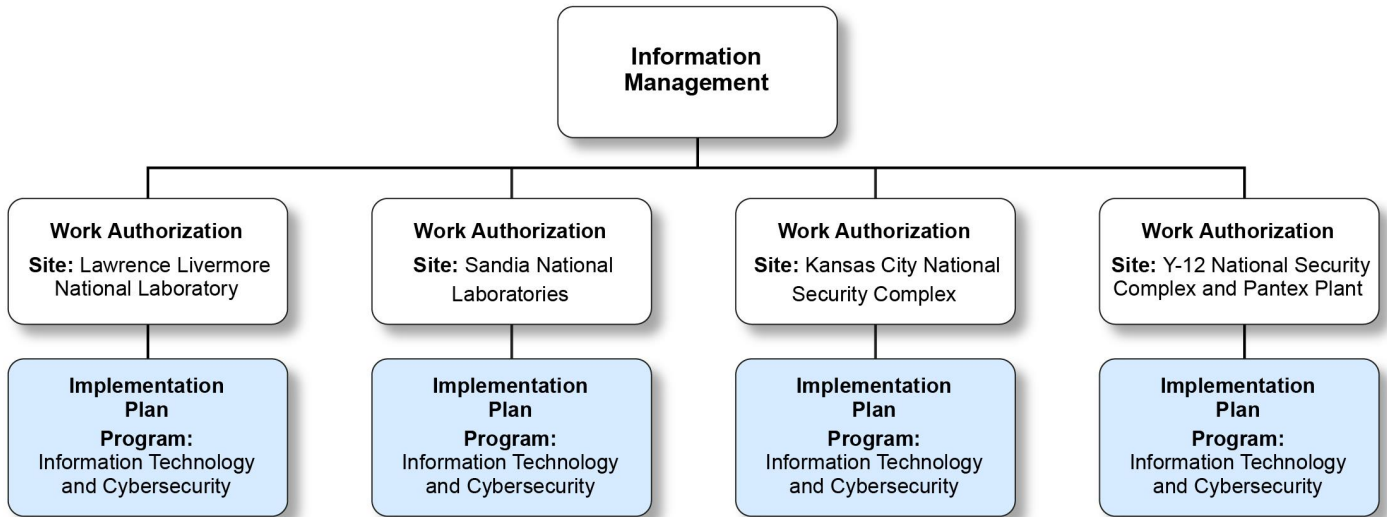 Information
Management
Work Authorization
Site: Lawrence Livermore
National Laboratory
Work Authorization
Site: Sandia National
Laboratories
Work Authorization
Site: Kansas City National
Security Complex
Work Authorization
Site: Y-12 National Security
Complex and Pantex Plant
Implementation
Plan
Program:
Information Technology
and Cybersecurity
Implementation
Plan
Program:
Information Technology
and Cybersecurity
Implementation
Plan
Program:
Information Technology
and Cybersecurity
Implementation
Plan
Program:
Information Technology
and Cybersecurity